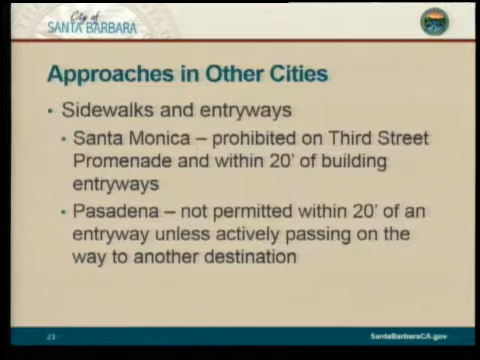 City of
SANTA BARBARA
Approaches in Other Cities
• Sidewalks and entryways
• Santa Monica – prohibited on Third Street
Promenade and within 20' of building
entryways
• Pasadena – not permitted within 20' of an
entryway unless actively passing on the
way to another destination
23
SantaBarbaraCA.gov